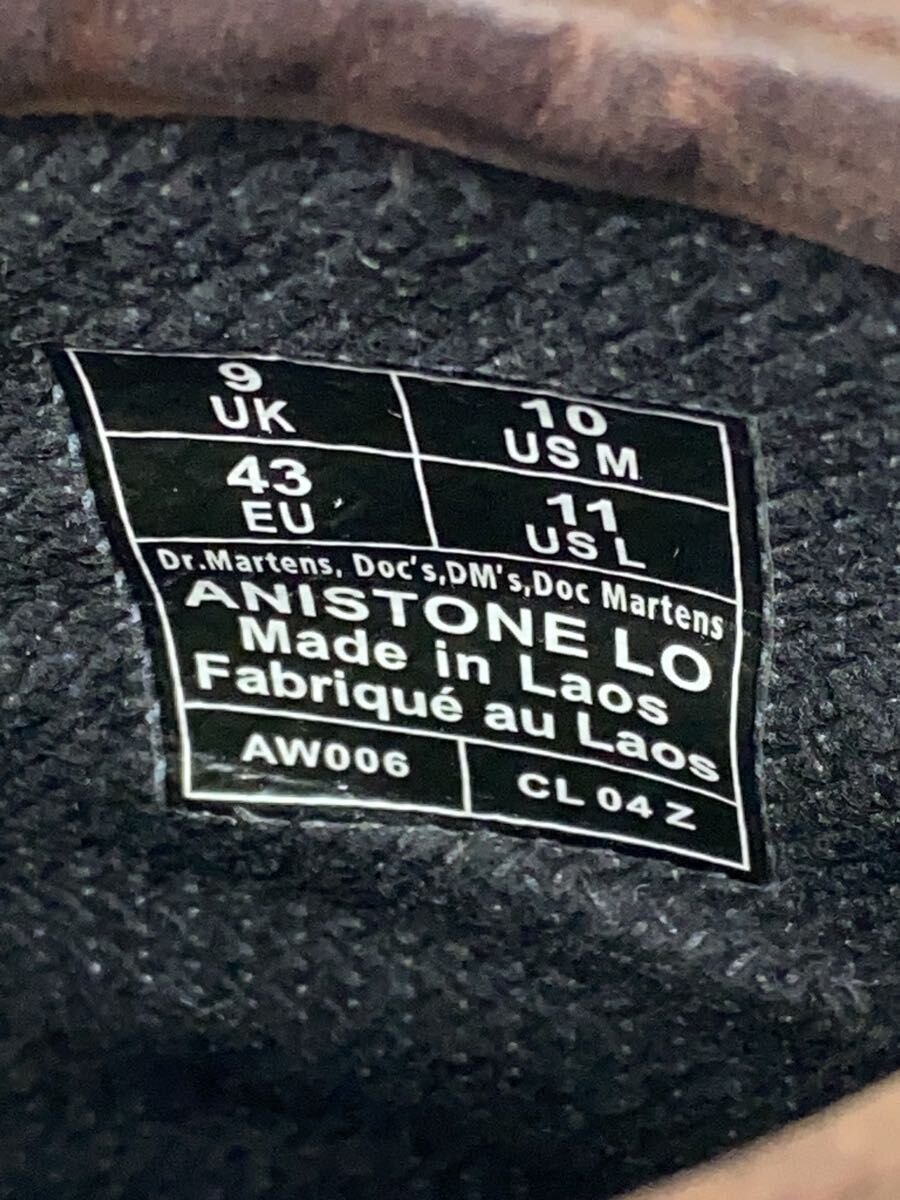 9 UK
10 US M
43 EU
11 US L
Dr.Martens, Doc's,DM's,Doc Martens
ANISTONE LO
Made in Laos
Fabriqué au Laos
AW006
CL 04 Z